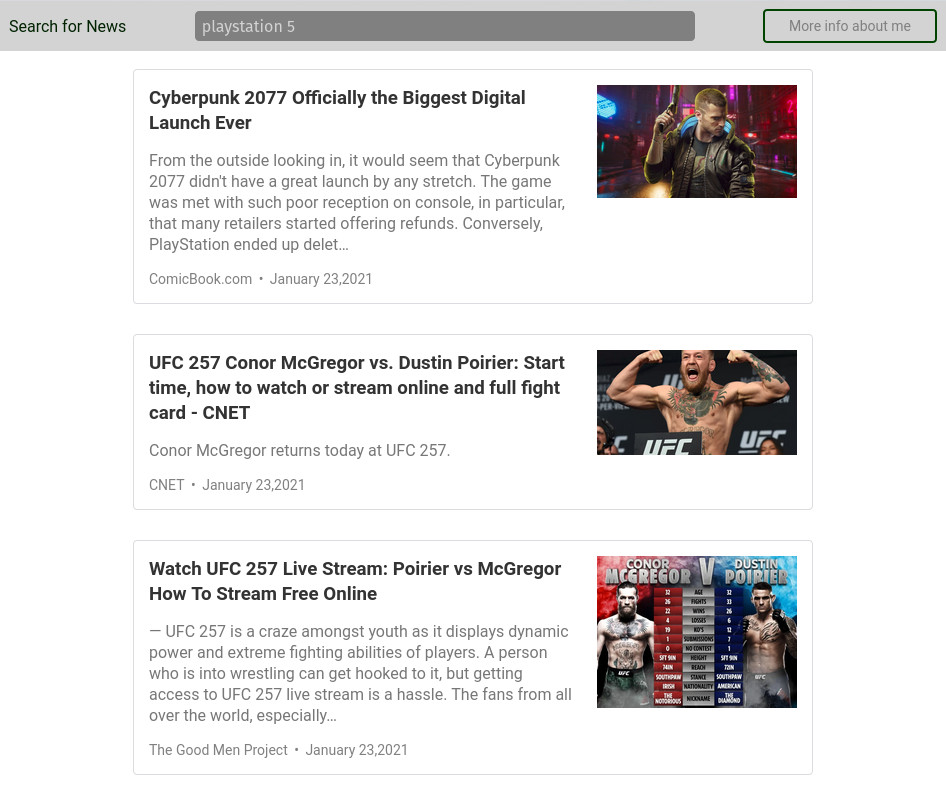 Search for News
playstation 5
More info about me
Cyberpunk 2077 Officially the Biggest Digital
Launch Ever
From the outside looking in, it would seem that Cyberpunk
2077 didn't have a great launch by any stretch. The game
was met with such poor reception on console, in particular,
that many retailers started offering refunds. Conversely,
PlayStation ended up delet…
ComicBook.com • January 23,2021
UFC 257 Conor McGregor vs. Dustin Poirier: Start
time, how to watch or stream online and full fight
card - CNET
Conor McGregor returns today at UFC 257.
CNET • January 23,2021
UFC
UFC
Watch UFC 257 Live Stream: Poirier vs McGregor
How To Stream Free Online
— UFC 257 is a craze amongst youth as it displays dynamic
power and extreme fighting abilities of players. A person
who is into wrestling can get hooked to it, but getting
access to UFC 257 live stream is a hassle. The fans from all
over the world, especially…
The Good Men Project • January 23,2021
CONOR McGREGOR V DUSTIN POIRIER
32 AGE 32
26 FIGHTS 33
22 WINS 26
4 LOSSES 6
19 KO'S 12
1 SUBMISSIONS 7
0 NO CONTEST 1
5FT 9IN HEIGHT 5FT 9IN
74IN REACH 72IN
SOUTHPAW STANCE SOUTHPAW
IRISH NATIONALITY AMERICAN
THE NOTORIOUS NICKNAME THE DIAMOND
UFC
UFC